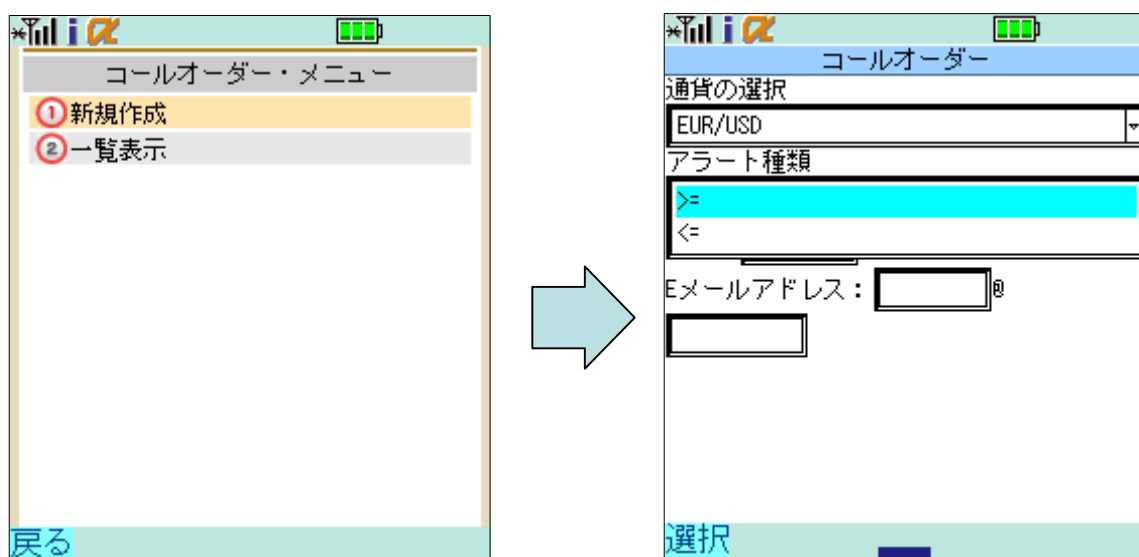 i α
コールオーダー・メニュー
① 新規作成
② 一覧表示
戻る
i α
コールオーダー
通貨の選択
EUR/USD
アラート種類
>=
<=
Eメールアドレス： @
選択